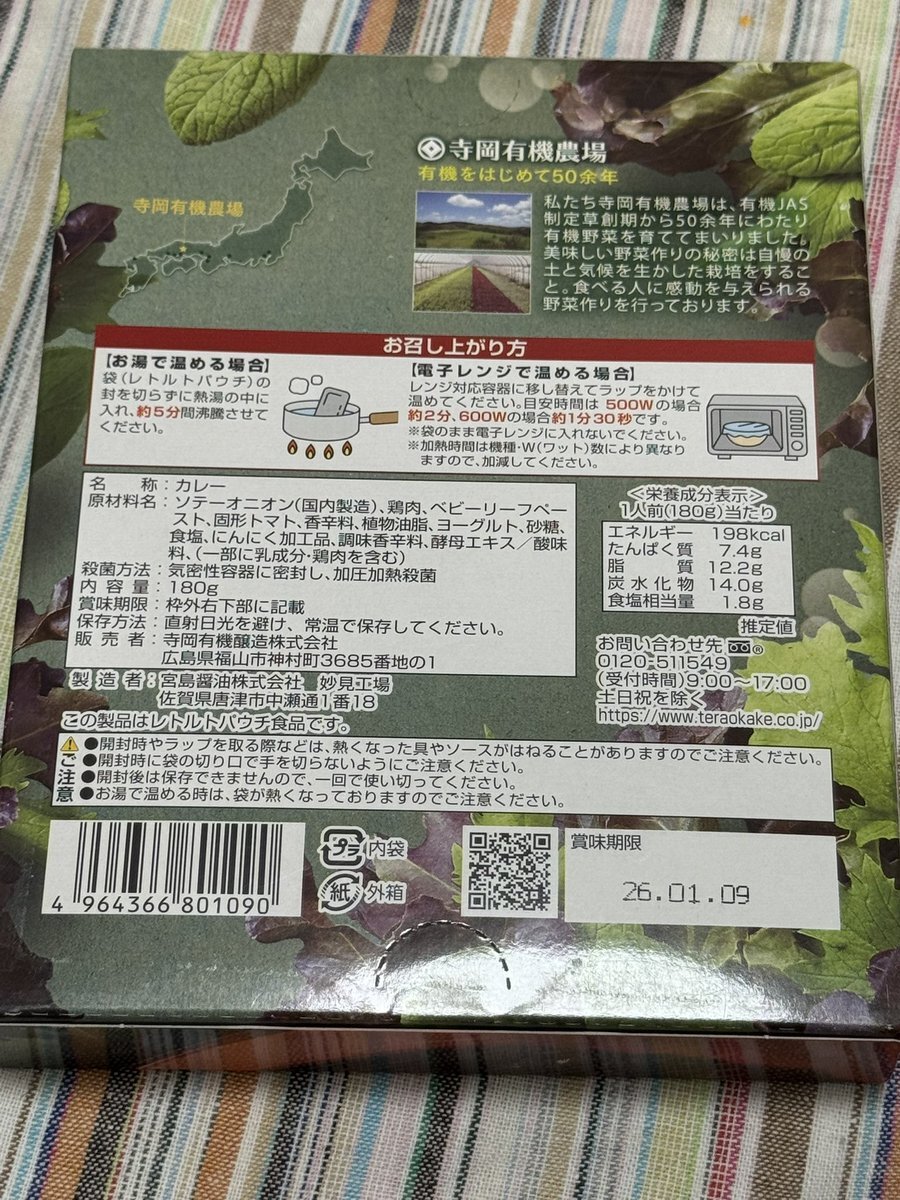 寺岡有機農場
有機をはじめて50余年
寺岡有機農場
私たち寺岡有機農場は、有機JAS
制定草創期から50余年にわたり
有機野菜を育ててまいりました。
美味しい野菜作りの秘密は自慢の
土と気候を生かした栽培をするこ
と。食べる人に感動を与えられる
野菜作りを行っております。
お召し上がり方
【お湯で温める場合】
袋(レトルトパウチ)の
封を切らずに熱湯の中に
入れ、約5分間沸騰させて
ください。
【電子レンジで温める場合】
レンジ対応容器に移し替えてラップをかけて
温めてください。目安時間は 500Wの場合
約2分、600Wの場合約1分30秒です。
※袋のまま電子レンジに入れないでください。
※加熱時間は機種・W(ワット)数により異なり
ますので、加減してください。
名 称:カレー
原材料名:ソテーオニオン(国内製造)、鶏肉、ベビーリーフペー
スト、固形トマト、香辛料、植物油脂、ヨーグルト、砂糖、
食塩、にんにく加工品、調味香辛料、酵母エキス/酸味
料、(一部に乳成分・鶏肉を含む)
殺菌方法:気密性容器に密封し、加圧加熱殺菌
内 容 量:180g
賞味期限:枠外右下部に記載
保存方法:直射日光を避け、常温で保存してください。
販 売 者:寺岡有機醸造株式会社
広島県福山市神村町3685番地の1
製 造 者:宮島醤油株式会社 妙見工場
佐賀県唐津市中瀬通1番18
この製品はレトルトパウチ食品です。
<栄養成分表示>
1人前(180g)当たり
エネルギー 198kcal
たんぱく質 7.4g
脂 質 12.2g
炭水化物 14.0g
食塩相当量 1.8g
推定値
お問い合わせ先
0120-511549
(受付時間)9:00〜17:00
土日祝を除く
https://www.teraokake.co.jp/
ご注意
●開封時やラップを取る際などは、熱くなった具やソースがはねることがありますのでご注意ください。
●開封時に袋の切り口で手を切らないようにご注意ください。
●開封後は保存できませんので、一回で使い切ってください。
●お湯で温める時は、袋が熱くなっておりますのでご注意ください。
4 964366 801090
プラ 内袋
紙 外箱
賞味期限
26.01.09